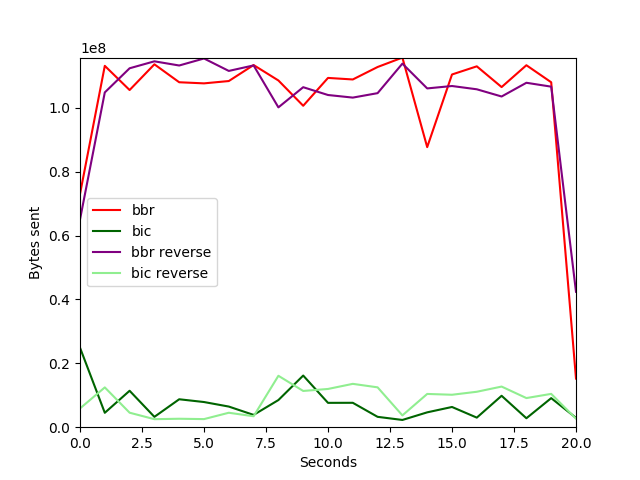 1e8
1.0
0.8
0.6
0.4
0.2
0.0
Bytes sent
bbr
bic
bbr reverse
bic reverse
0.0 2.5 5.0 7.5 10.0 12.5 15.0 17.5 20.0
Seconds